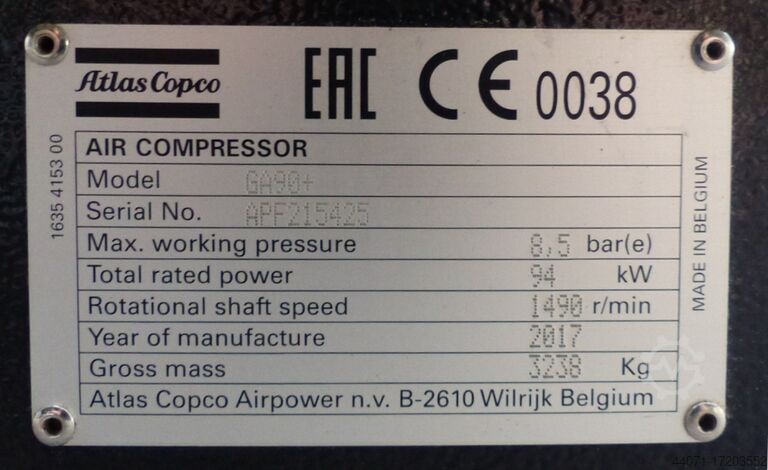 Atlas Copco EAC CE 0038
AIR COMPRESSOR
Model GA90+
Serial No. APF215425
Max. working pressure 8,5 bar(e)
Total rated power 94 kW
Rotational shaft speed 1490 r/min
Year of manufacture 2017
Gross mass 3238 Kg
Atlas Copco Airpower n.v. B-2610 Wilrijk Belgium
1635 4153 00
MADE IN BELGIUM
44071-17203552